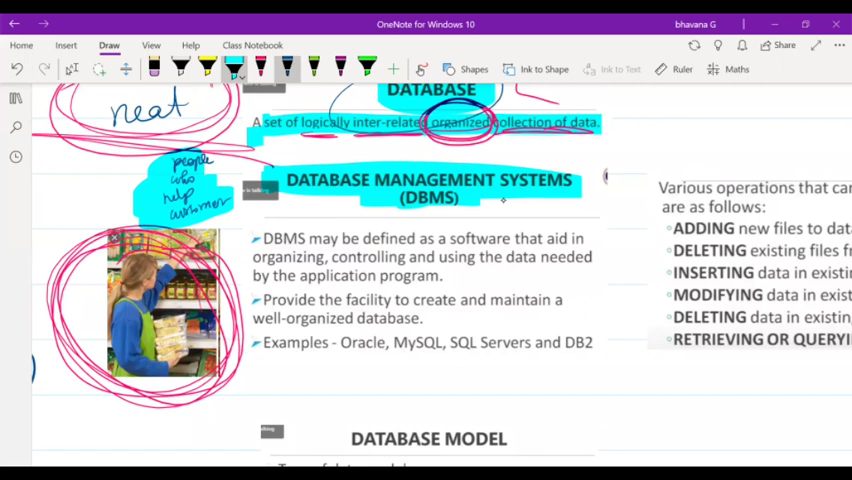 OneNote for Windows 10
bhavana G
Home
Insert
Draw
View
Help
Class Notebook
Share
Shapes
Ink to Shape
Ink to Text
Ruler
Maths
neat
people
who
help
customer
DATABASE
A set of logically inter-related organized collection of data.
DATABASE MANAGEMENT SYSTEMS
(DBMS)
DBMS may be defined as a software that aid in
organizing, controlling and using the data needed
by the application program.
Provide the facility to create and maintain a
well-organized database.
Examples - Oracle, MySQL, SQL Servers and DB2
DATABASE MODEL
Various operations that can
are as follows:
ADDING new files to data
DELETING existing files fr
INSERTING data in existi
MODIFYING data in exist
DELETING data in existing
RETRIEVING OR QUERYI